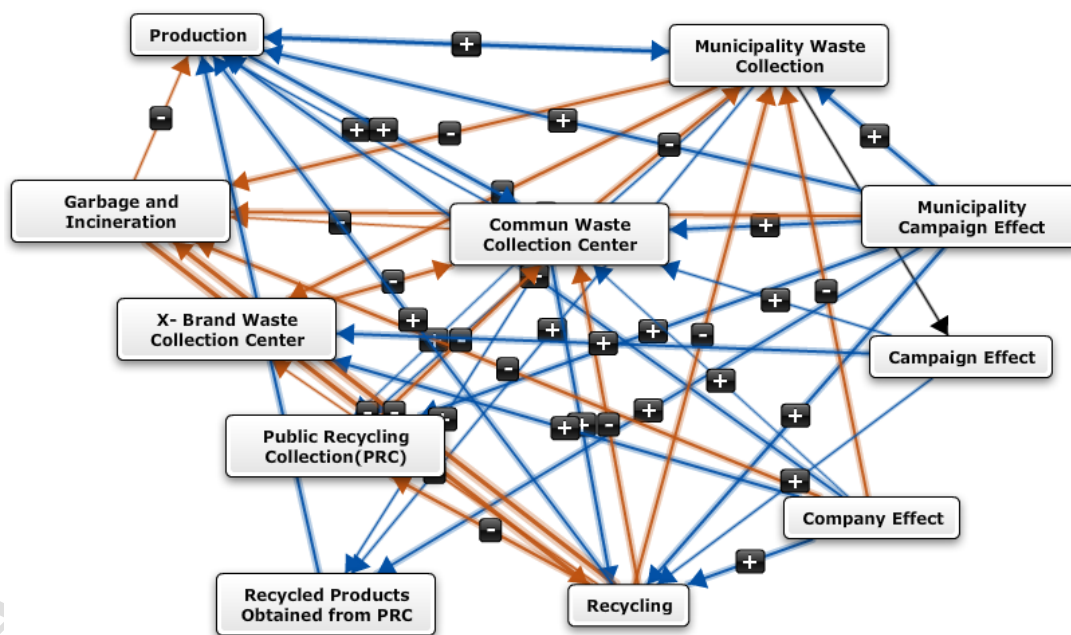 Production
Municipality Waste
Collection
Garbage and
Incineration
Commun Waste
Collection Center
Municipality
Campaign Effect
X- Brand Waste
Collection Center
Campaign Effect
Public Recycling
Collection(PRC)
Company Effect
Recycled Products
Obtained from PRC
Recycling